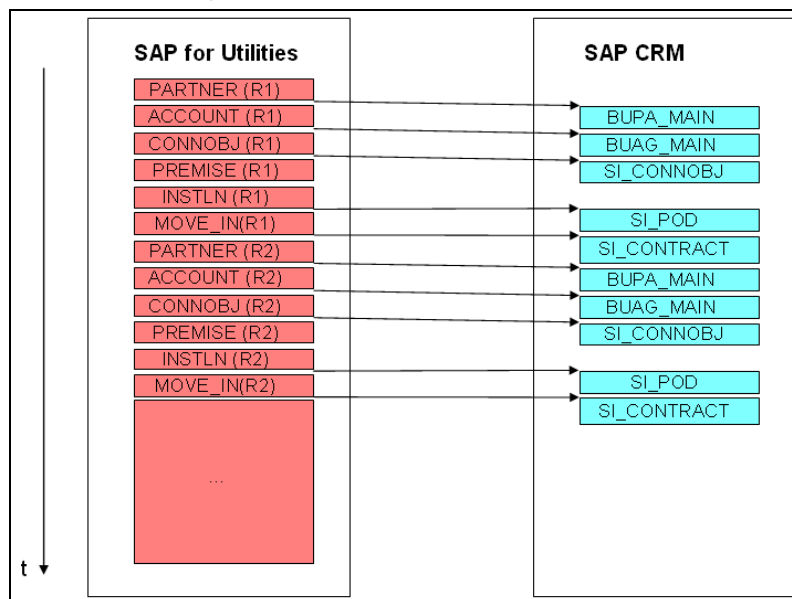 SAP for Utilities
PARTNER (R1)
ACCOUNT (R1)
CONNOBJ (R1)
PREMISE (R1)
INSTLN (R1)
MOVE_IN(R1)
PARTNER (R2)
ACCOUNT (R2)
CONNOBJ (R2)
PREMISE (R2)
INSTLN (R2)
MOVE_IN(R2)
...
t
SAP CRM
BUPA_MAIN
BUAG_MAIN
SI_CONNOBJ
SI_POD
SI_CONTRACT
BUPA_MAIN
BUAG_MAIN
SI_CONNOBJ
SI_POD
SI_CONTRACT